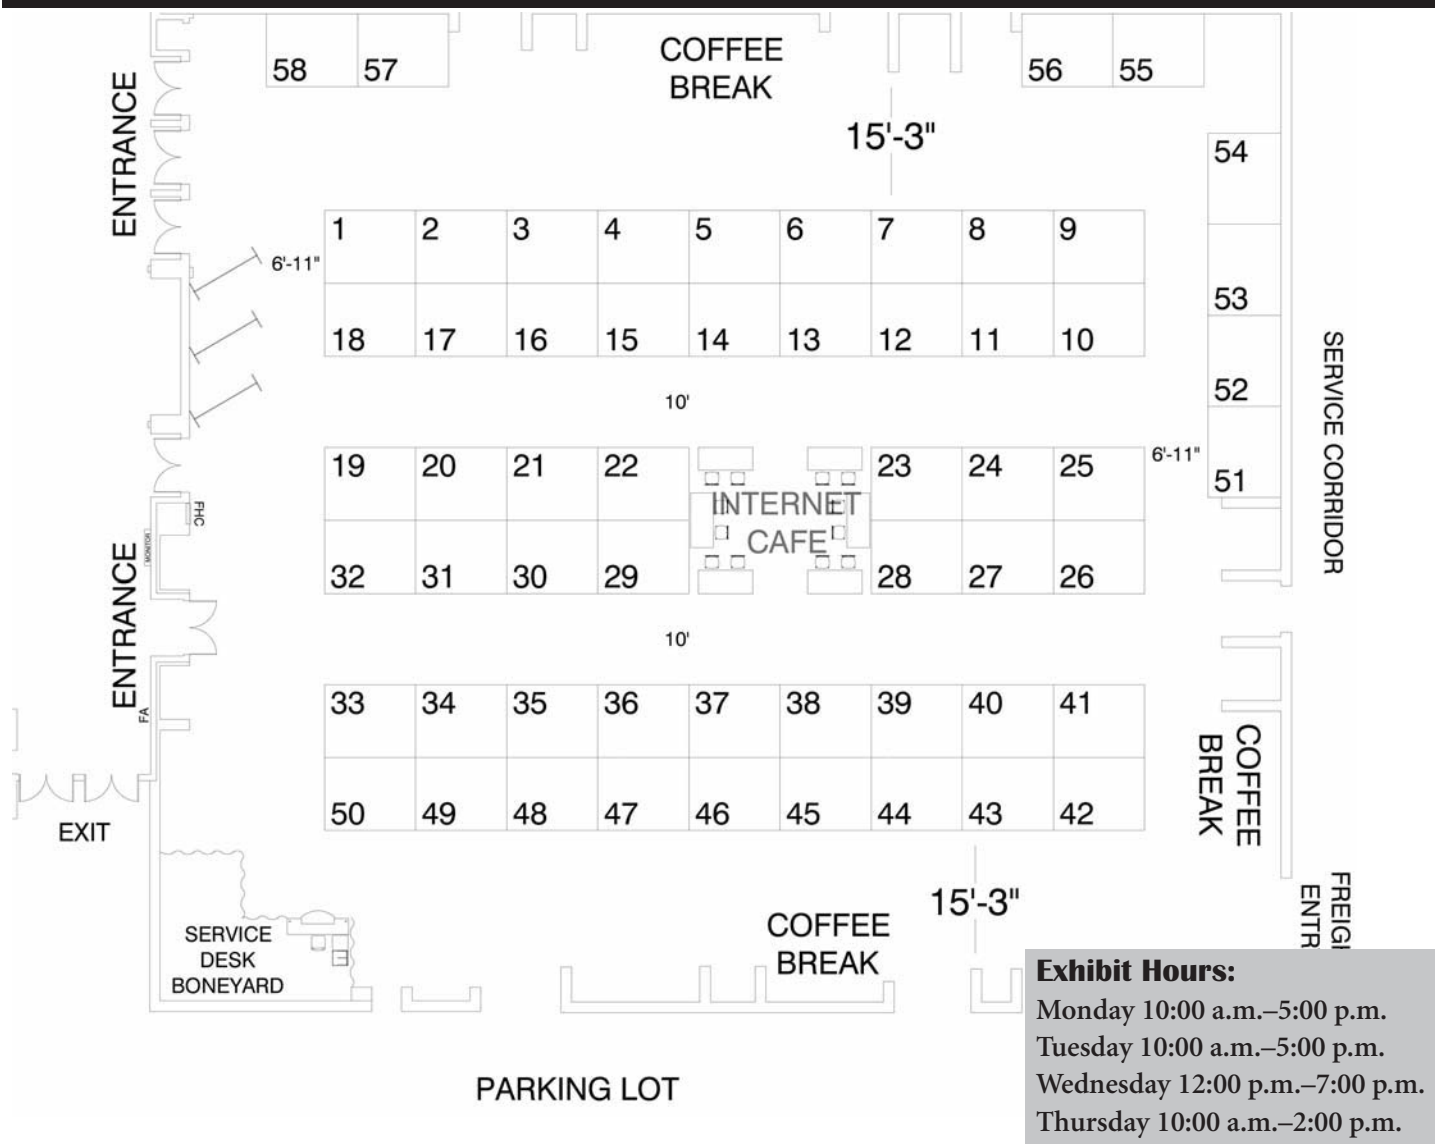 58 57
COFFEE
BREAK
56 55
ENTRANCE
15'-3"
54
1 2 3 4 5 6 7 8 9
6'-11"
53
18 17 16 15 14 13 12 11 10
52
10'
SERVICE CORRIDOR
19 20 21 22
23 24 25
6'-11"
51
INTERNET
CAFE
FHC
MONITOR
ENTRANCE
32 31 30 29
28 27 26
10'
33 34 35 36 37 38 39 40 41
FA
COFFEE
BREAK
50 49 48 47 46 45 44 43 42
EXIT
15'-3"
COFFEE
BREAK
SERVICE
DESK
BONEYARD
Exhibit Hours:
Monday 10:00 a.m.–5:00 p.m.
Tuesday 10:00 a.m.–5:00 p.m.
Wednesday 12:00 p.m.–7:00 p.m.
Thursday 10:00 a.m.–2:00 p.m.
PARKING LOT